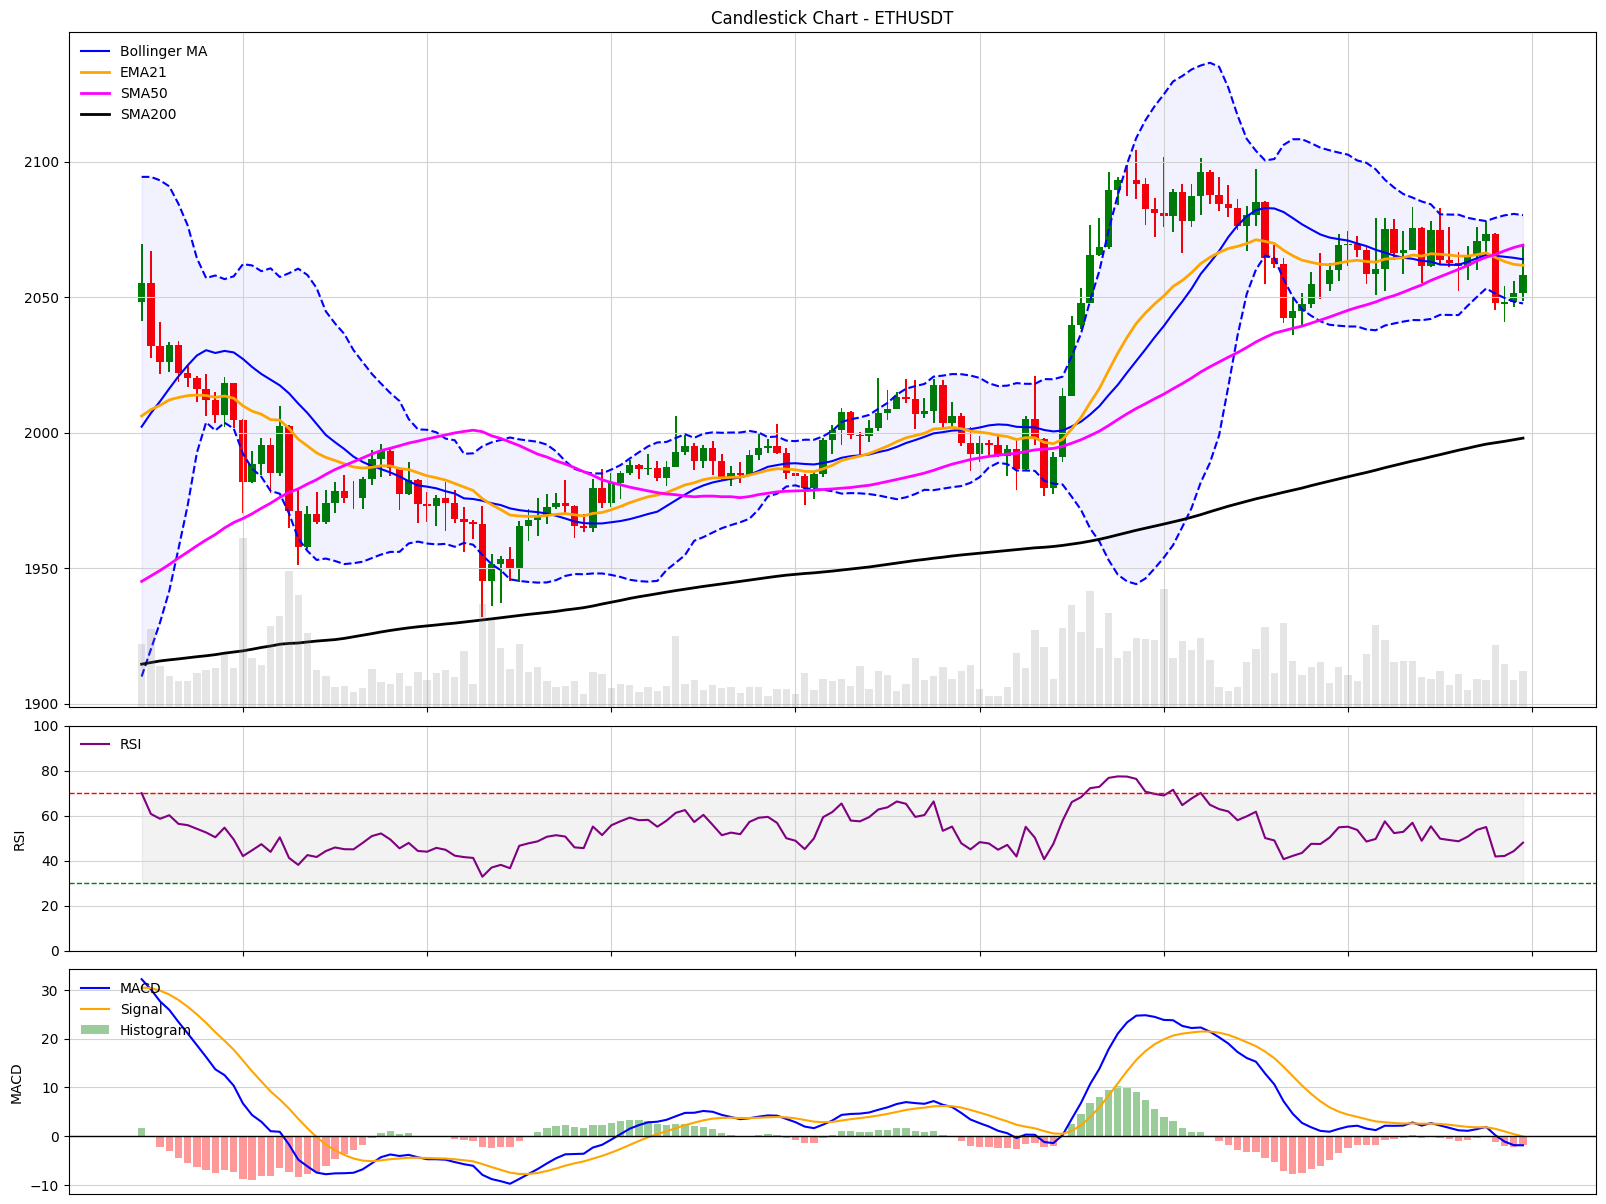 Candlestick Chart - ETHUSDT
Bollinger MA
EMA21
SMA50
SMA200
2100
2050
2000
1950
1900
100
RSI
80
60
RSI
40
20
0
MACD
30
Signal
Histogram
20
MACD
10
0
−10